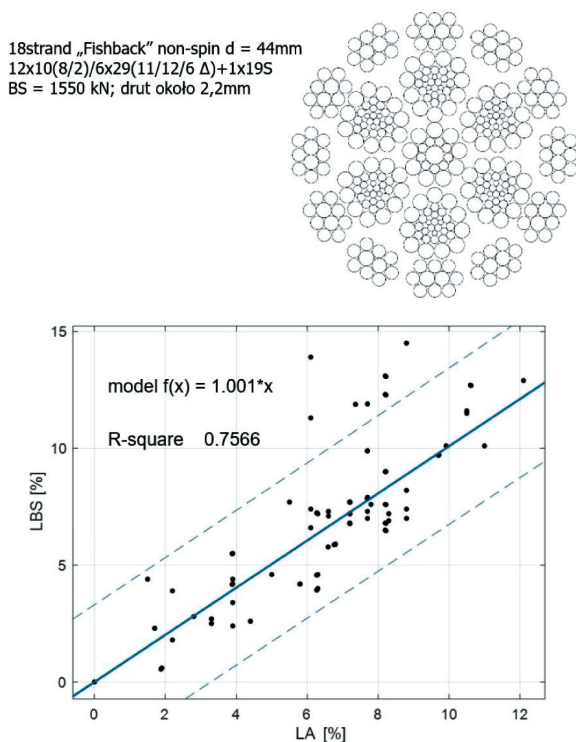 18strand „Fishback” non-spin d = 44mm
12x10(8/2)/6x29(11/12/6 Δ)+1x19S
BS = 1550 kN; drut około 2,2mm
15
model f(x) = 1.001*x
R-square 0.7566
10
LBS [%]
5
0
0 2 4 6 8 10 12
LA [%]